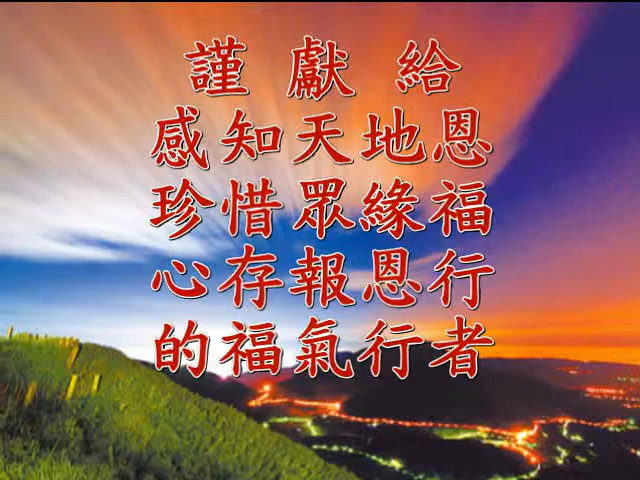 謹獻給
感知天地恩
珍惜眾緣福
心存報恩行
的福氣行者